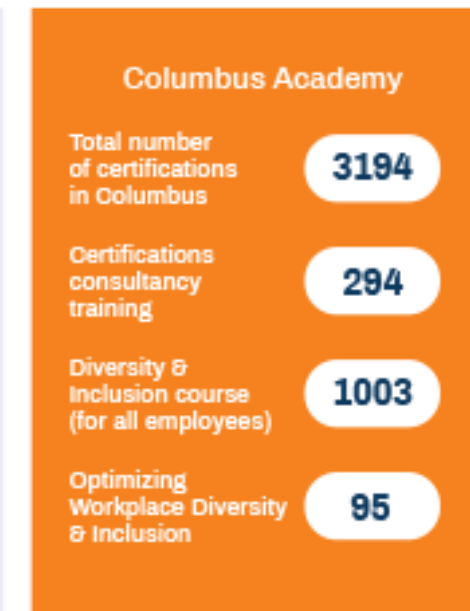 Columbus Academy
Total number
of certifications
in Columbus
3194
Certifications
consultancy
training
294
Diversity &
Inclusion course
(for all employees)
1003
Optimizing
Workplace Diversity
& Inclusion
95